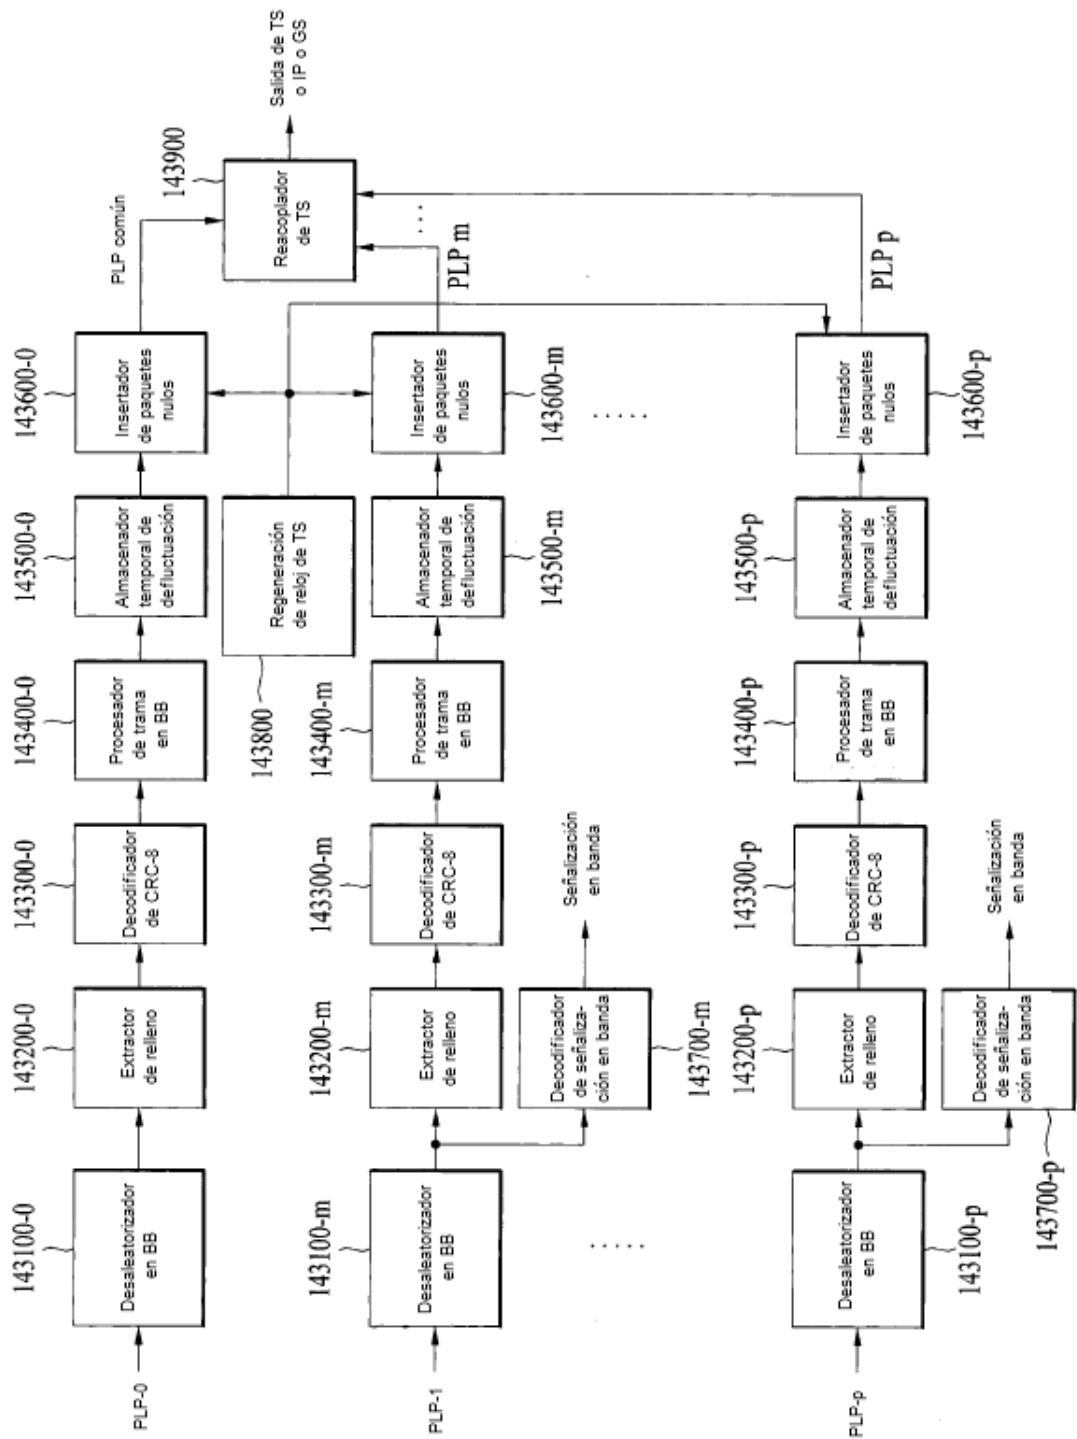 PLP-0
143100-0
Desaleatorizador
en BB
143200-0
Extractor
de relleno
143300-0
Decodificador
de CRC-8
143400-0
Procesador
de trama
en BB
143500-0
Almacenador
temporal de
defluctuación
143600-0
Insertador
de paquetes
nulos
PLP común
143900
Reacoplador
de TS
Salida de TS
o IP o GS
143800
Regeneración
de reloj de TS
PLP-1
143100-m
Desaleatorizador
en BB
143200-m
Extractor
de relleno
143300-m
Decodificador
de CRC-8
143400-m
Procesador
de trama
en BB
Almacenador
temporal de
defluctuación
143500-m
Insertador
de paquetes
nulos
143600-m
PLP m
Decodificador
de señaliza-
ción en banda
143700-m
Señalización
en banda
PLP-p
Desaleatorizador
en BB
143100-p
143200-p
Extractor
de relleno
143300-p
Decodificador
de CRC-8
143400-p
Procesador
de trama
en BB
143500-p
Almacenador
temporal de
defluctuación
Insertador
de paquetes
nulos
143600-p
PLP p
Decodificador
de señaliza-
ción en banda
143700-p
Señalización
en banda